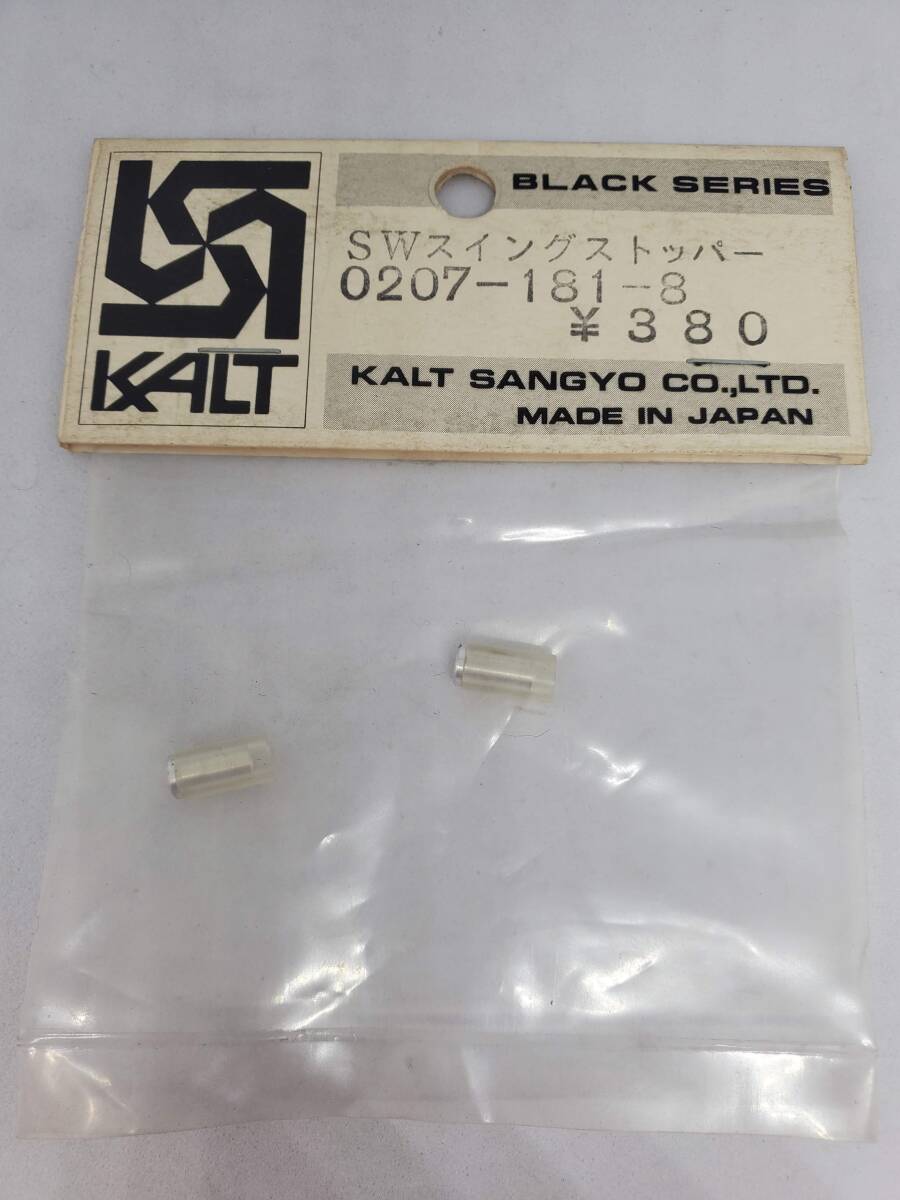 BLACK SERIES
SWスイングストッパー
0207-181-8
¥380
KALT
KALT SANGYO CO.,LTD.
MADE IN JAPAN